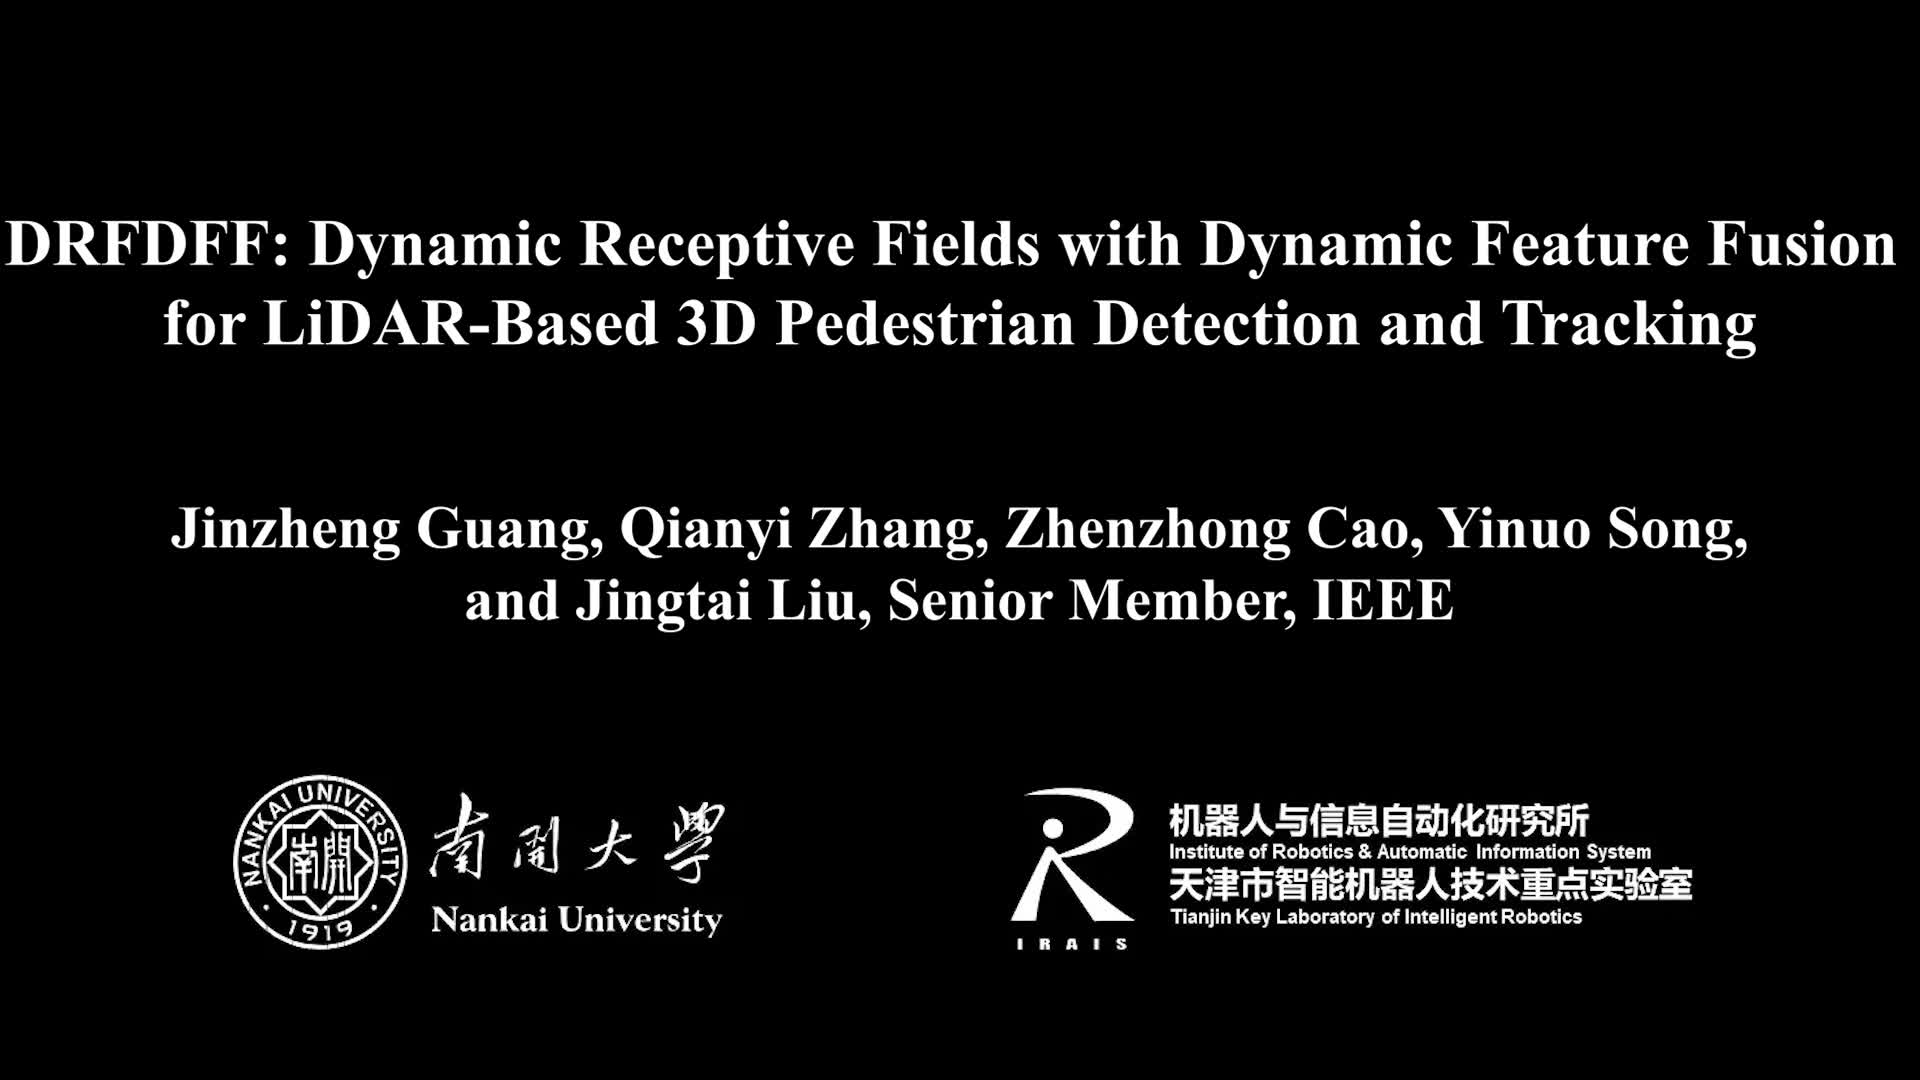 DRFDFF: Dynamic Receptive Fields with Dynamic Feature Fusion
for LiDAR-Based 3D Pedestrian Detection and Tracking
Jinzheng Guang, Qianyi Zhang, Zhenzhong Cao, Yinuo Song,
and Jingtai Liu, Senior Member, IEEE
NANKAI UNIVERSITY
南開
· 1919 ·
南开大學
Nankai University
IRAIS
机器人与信息自动化研究所
Institute of Robotics & Automatic Information System
天津市智能机器人技术重点实验室
Tianjin Key Laboratory of Intelligent Robotics